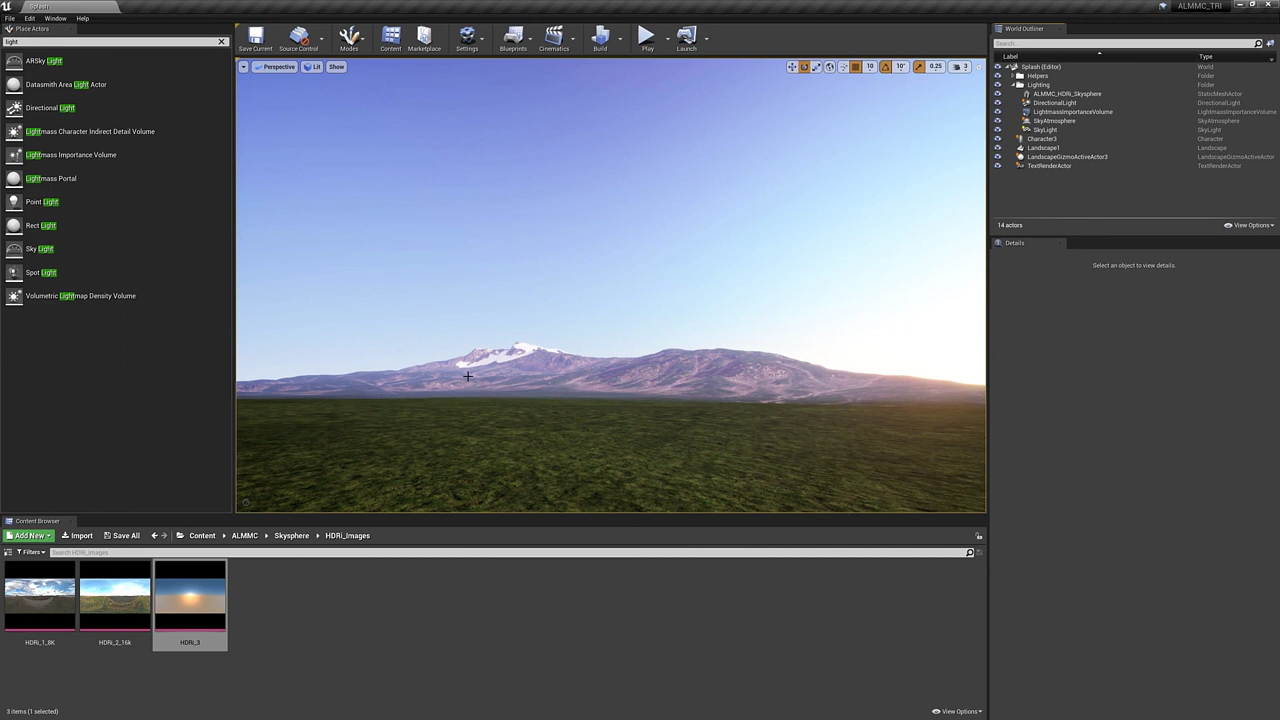 Splash
ALMMC_TRI
File Edit Window Help
Place Actors
light
ARSky Light
Datasmith Area Light Actor
Directional Light
Lightmass Character Indirect Detail Volume
Lightmass Importance Volume
Lightmass Portal
Point Light
Rect Light
Sky Light
Spot Light
Volumetric Lightmap Density Volume
Save Current Source Control Modes Content Marketplace Settings Blueprints Cinematics Build Play Launch
Perspective Lit Show 10 10° 0.25 3
World Outliner
Search...
Label Type
Splash (Editor) World
Helpers Folder
Lighting Folder
ALMMC_HDRi_Skysphere StaticMeshActor
DirectionalLight DirectionalLight
LightmassImportanceVolume LightmassImportanceVolume
SkyAtmosphere SkyAtmosphere
SkyLight SkyLight
Character3 Character
Landscape1 Landscape
LandscapeGizmoActiveActor3 LandscapeGizmoActive
TextRenderActor TextRenderActor
14 actors View Options
Details
Select an object to view details.
Content Browser
Add New Import Save All Content ALMMC Skysphere HDRi_Images
Filters Search HDRi_Images
HDRi_1_8K HDRi_2_16k HDRi_3
3 items (1 selected) View Options